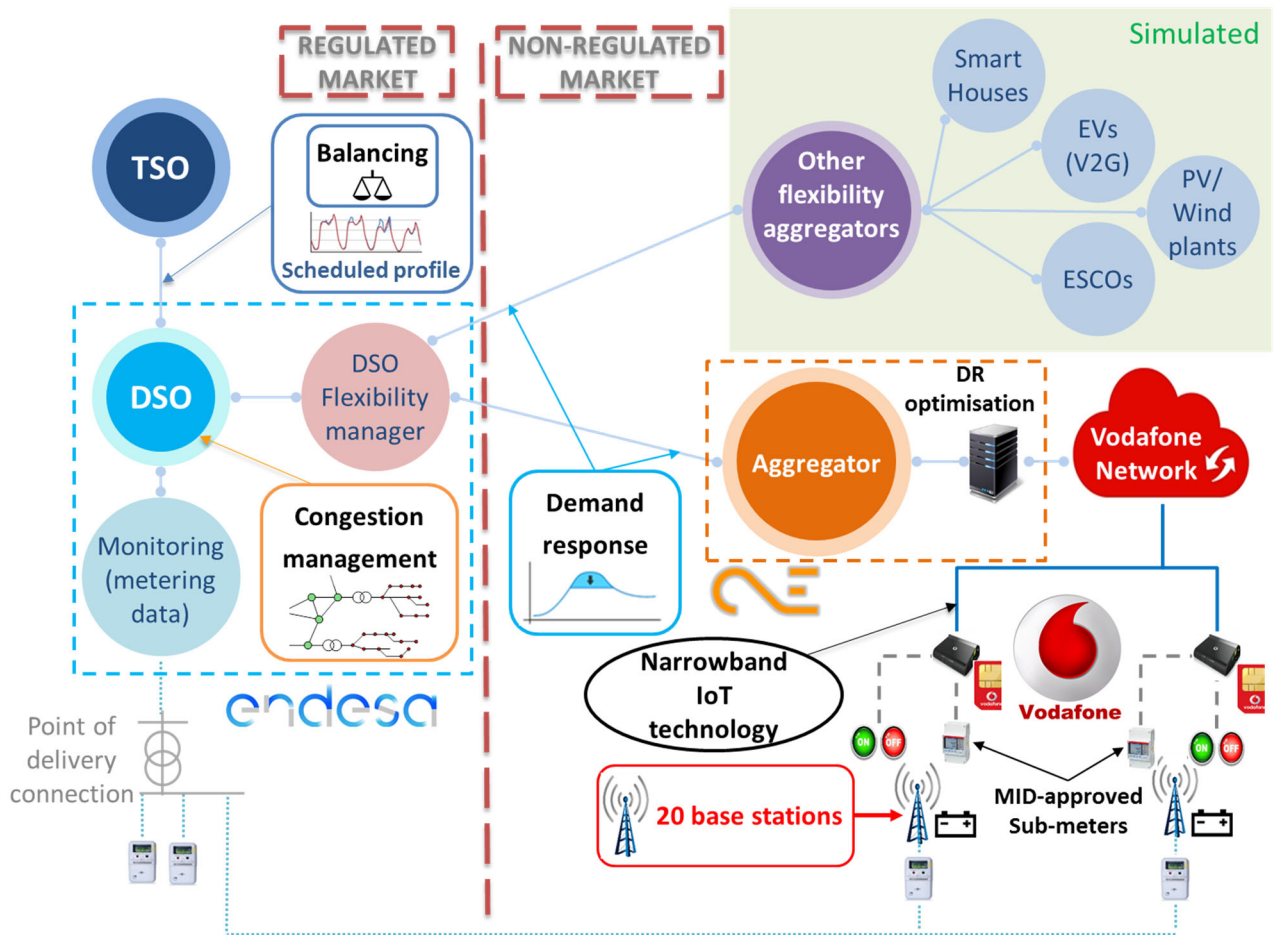 REGULATED
MARKET
NON-REGULATED
MARKET
Simulated
Smart
Houses
EVs
(V2G)
PV/
Wind
plants
ESCOs
Other
flexibility
aggregators
TSO
Balancing
Scheduled profile
DSO
DSO
Flexibility
manager
Monitoring
(metering
data)
Congestion
management
endesa
Demand
response
Aggregator
DR
optimisation
Vodafone
Network
Narrowband
IoT
technology
Vodafone
vodafone
vodafone
ON
OFF
ON
OFF
MID-approved
Sub-meters
20 base stations
Point of
delivery
connection